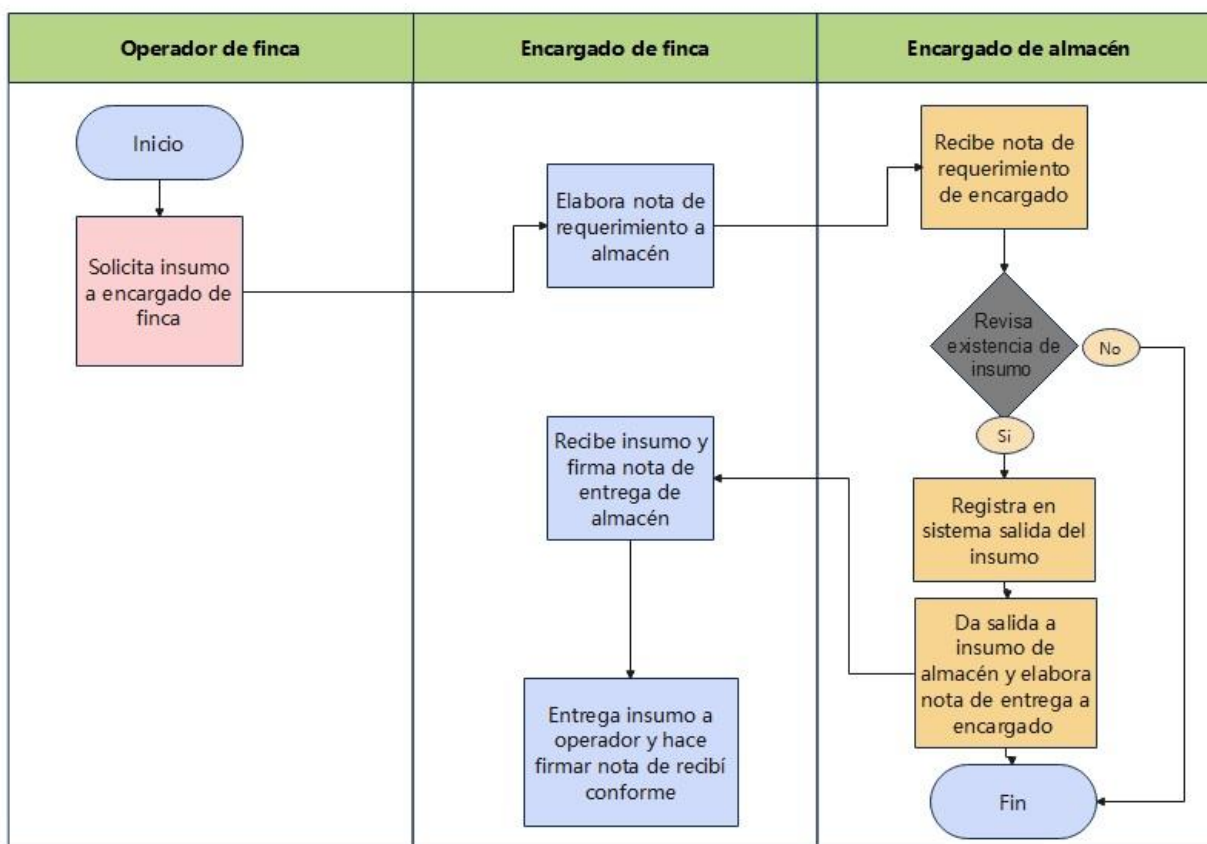 Operador de finca
Encargado de finca
Encargado de almacén
Inicio
Solicita insumo
a encargado de
finca
Elabora nota de
requerimiento a
almacén
Recibe nota de
requerimiento
de encargado
Revisa
existencia de
insumo
No
Si
Registra en
sistema salida del
insumo
Da salida a
insumo de
almacén y elabora
nota de entrega a
encargado
Recibe insumo y
firma nota de
entrega de
almacén
Entrega insumo a
operador y hace
firmar nota de recibí
conforme
Fin